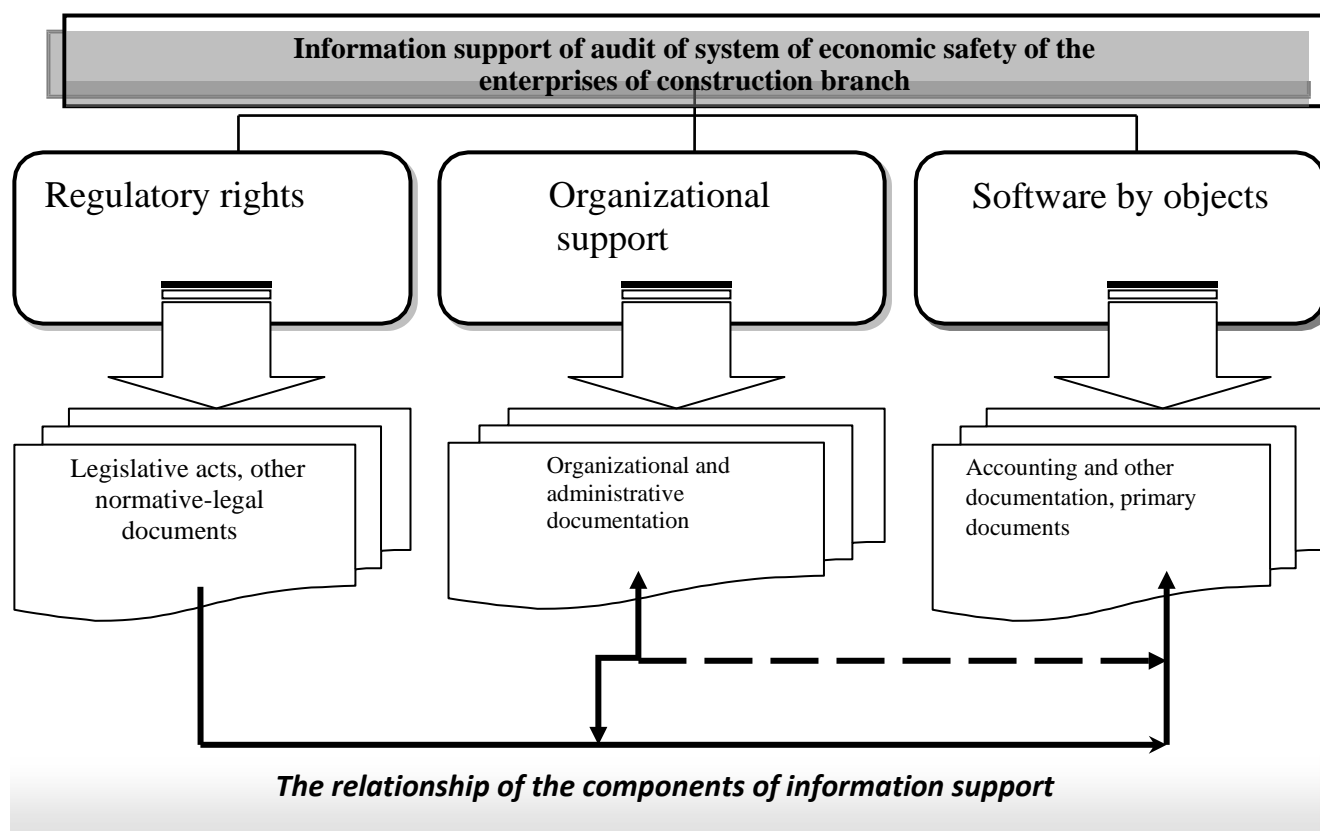 Information support of audit of system of economic safety of the
enterprises of construction branch
Regulatory rights
Organizational
support
Software by objects
Legislative acts, other
normative-legal
documents
Organizational and
administrative
documentation
Accounting and other
documentation, primary
documents
The relationship of the components of information support